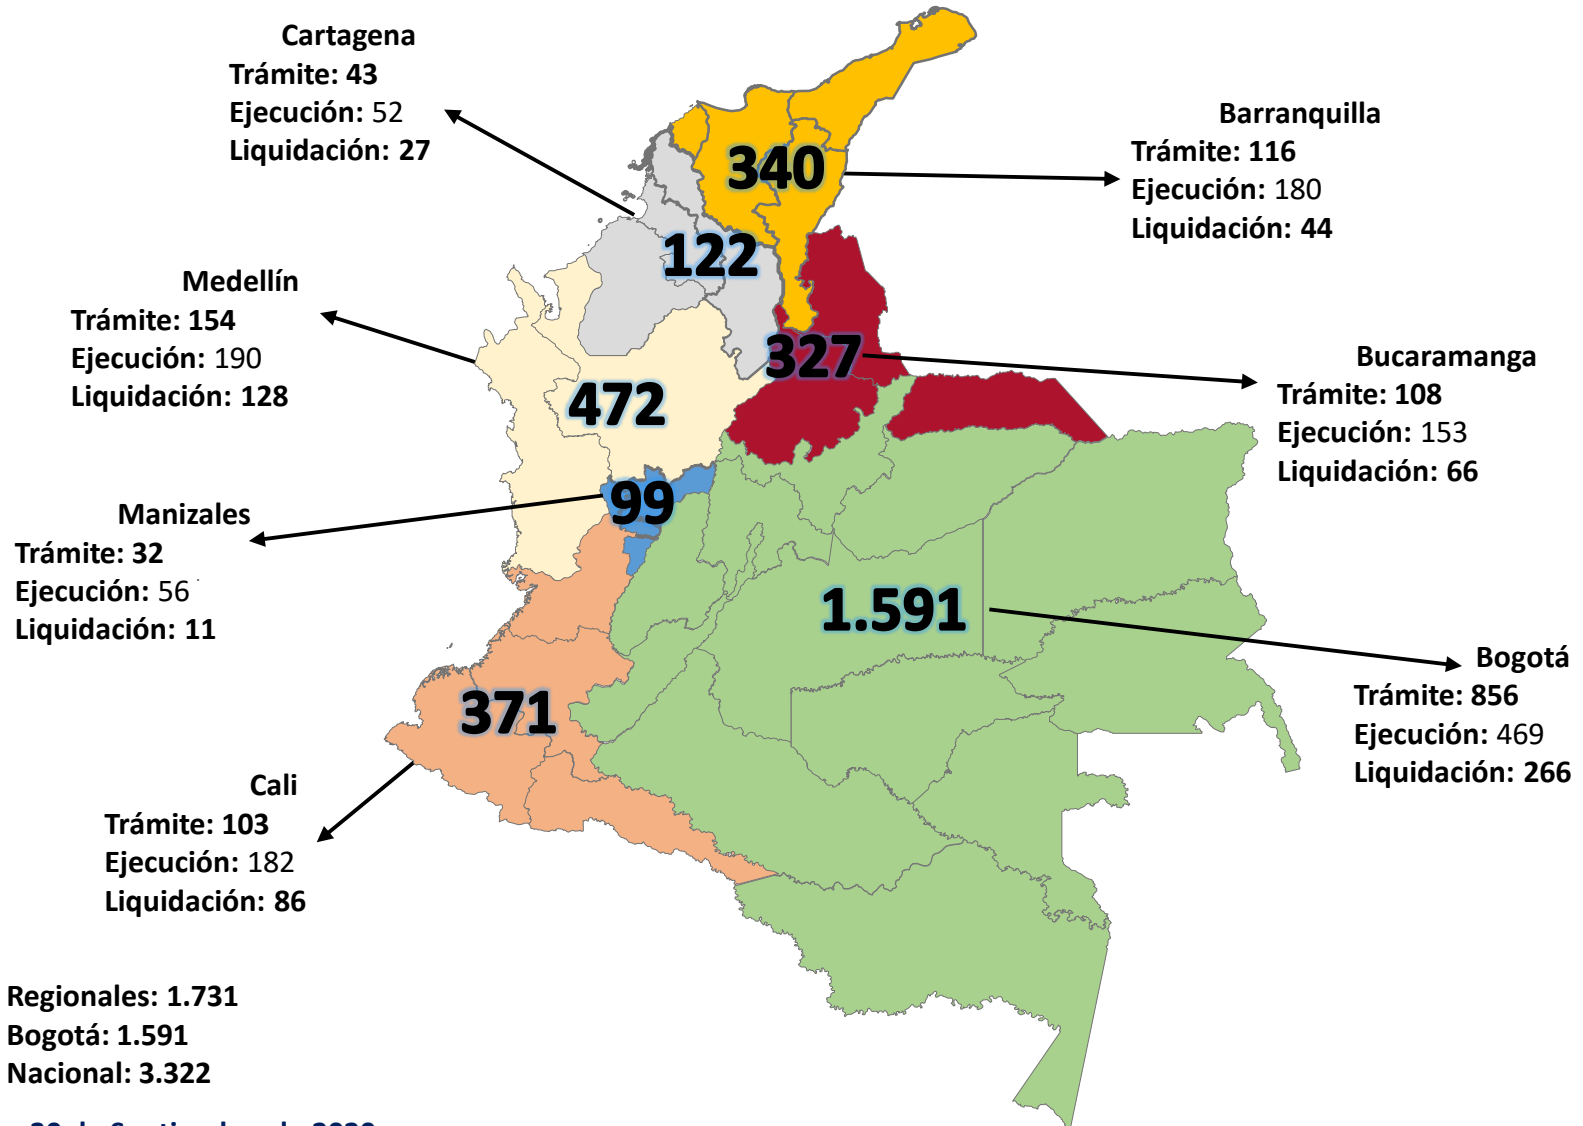 Cartagena
Trámite: 43
Ejecución: 52
Liquidación: 27
Barranquilla
Trámite: 116
Ejecución: 180
Liquidación: 44
340
122
Medellín
Trámite: 154
Ejecución: 190
Liquidación: 128
327
Bucaramanga
Trámite: 108
Ejecución: 153
Liquidación: 66
472
Manizales
Trámite: 32
Ejecución: 56
Liquidación: 11
99
1.591
Bogotá
Trámite: 856
Ejecución: 469
Liquidación: 266
371
Cali
Trámite: 103
Ejecución: 182
Liquidación: 86
Regionales: 1.731
Bogotá: 1.591
Nacional: 3.322